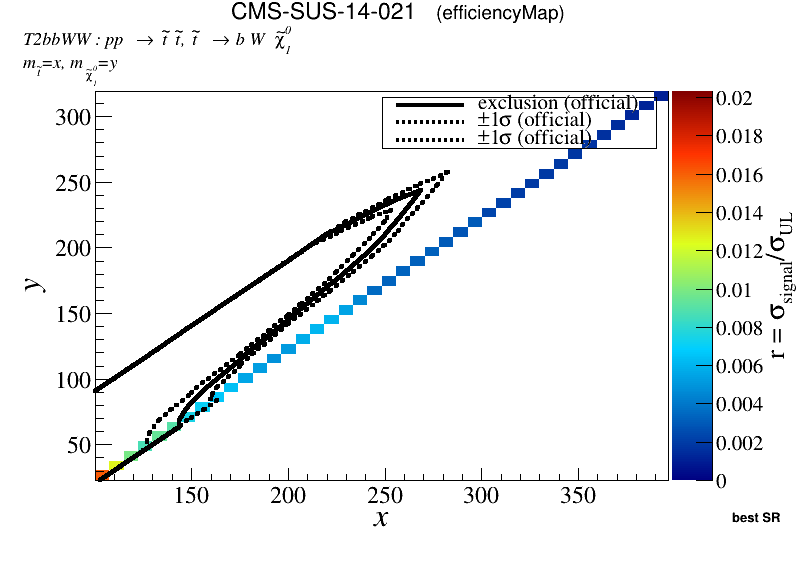 CMS-SUS-14-021 (efficiencyMap)
T2bbWW : pp → t̃ t̃, t̃ → b W χ̃₁⁰
m_t̃=x, m_χ̃₁⁰=y
exclusion (official)
±1σ (official)
±1σ (official)
300
250
200
150
100
50
y
150 200 250 300 350
x
0.02
0.018
0.016
0.014
0.012
0.01
0.008
0.006
0.004
0.002
0
r = σ_signal/σ_UL
best SR